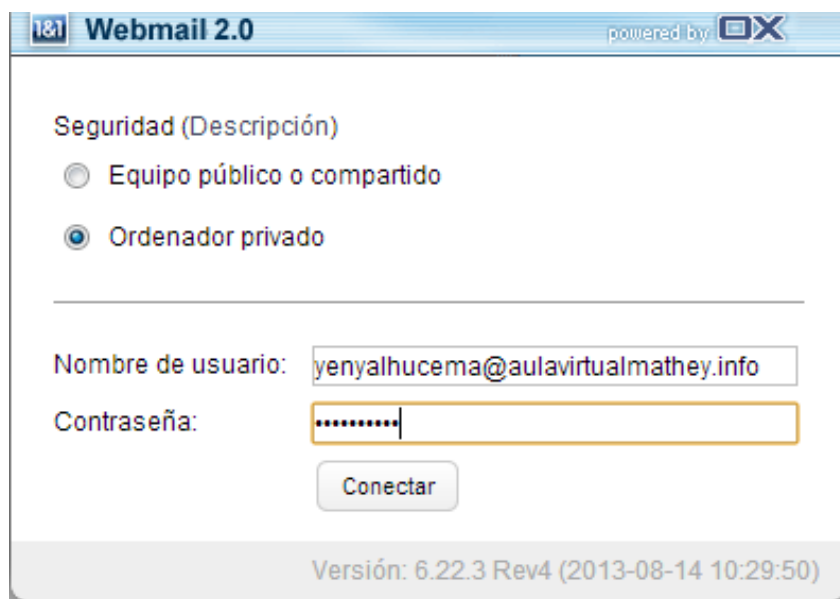 1&1 Webmail 2.0 powered by OX
Seguridad (Descripción)
Equipo público o compartido
Ordenador privado
Nombre de usuario: yenyalhucema@aulavirtualmathey.info
Contraseña: ••••••••••
Conectar
Versión: 6.22.3 Rev4 (2013-08-14 10:29:50)